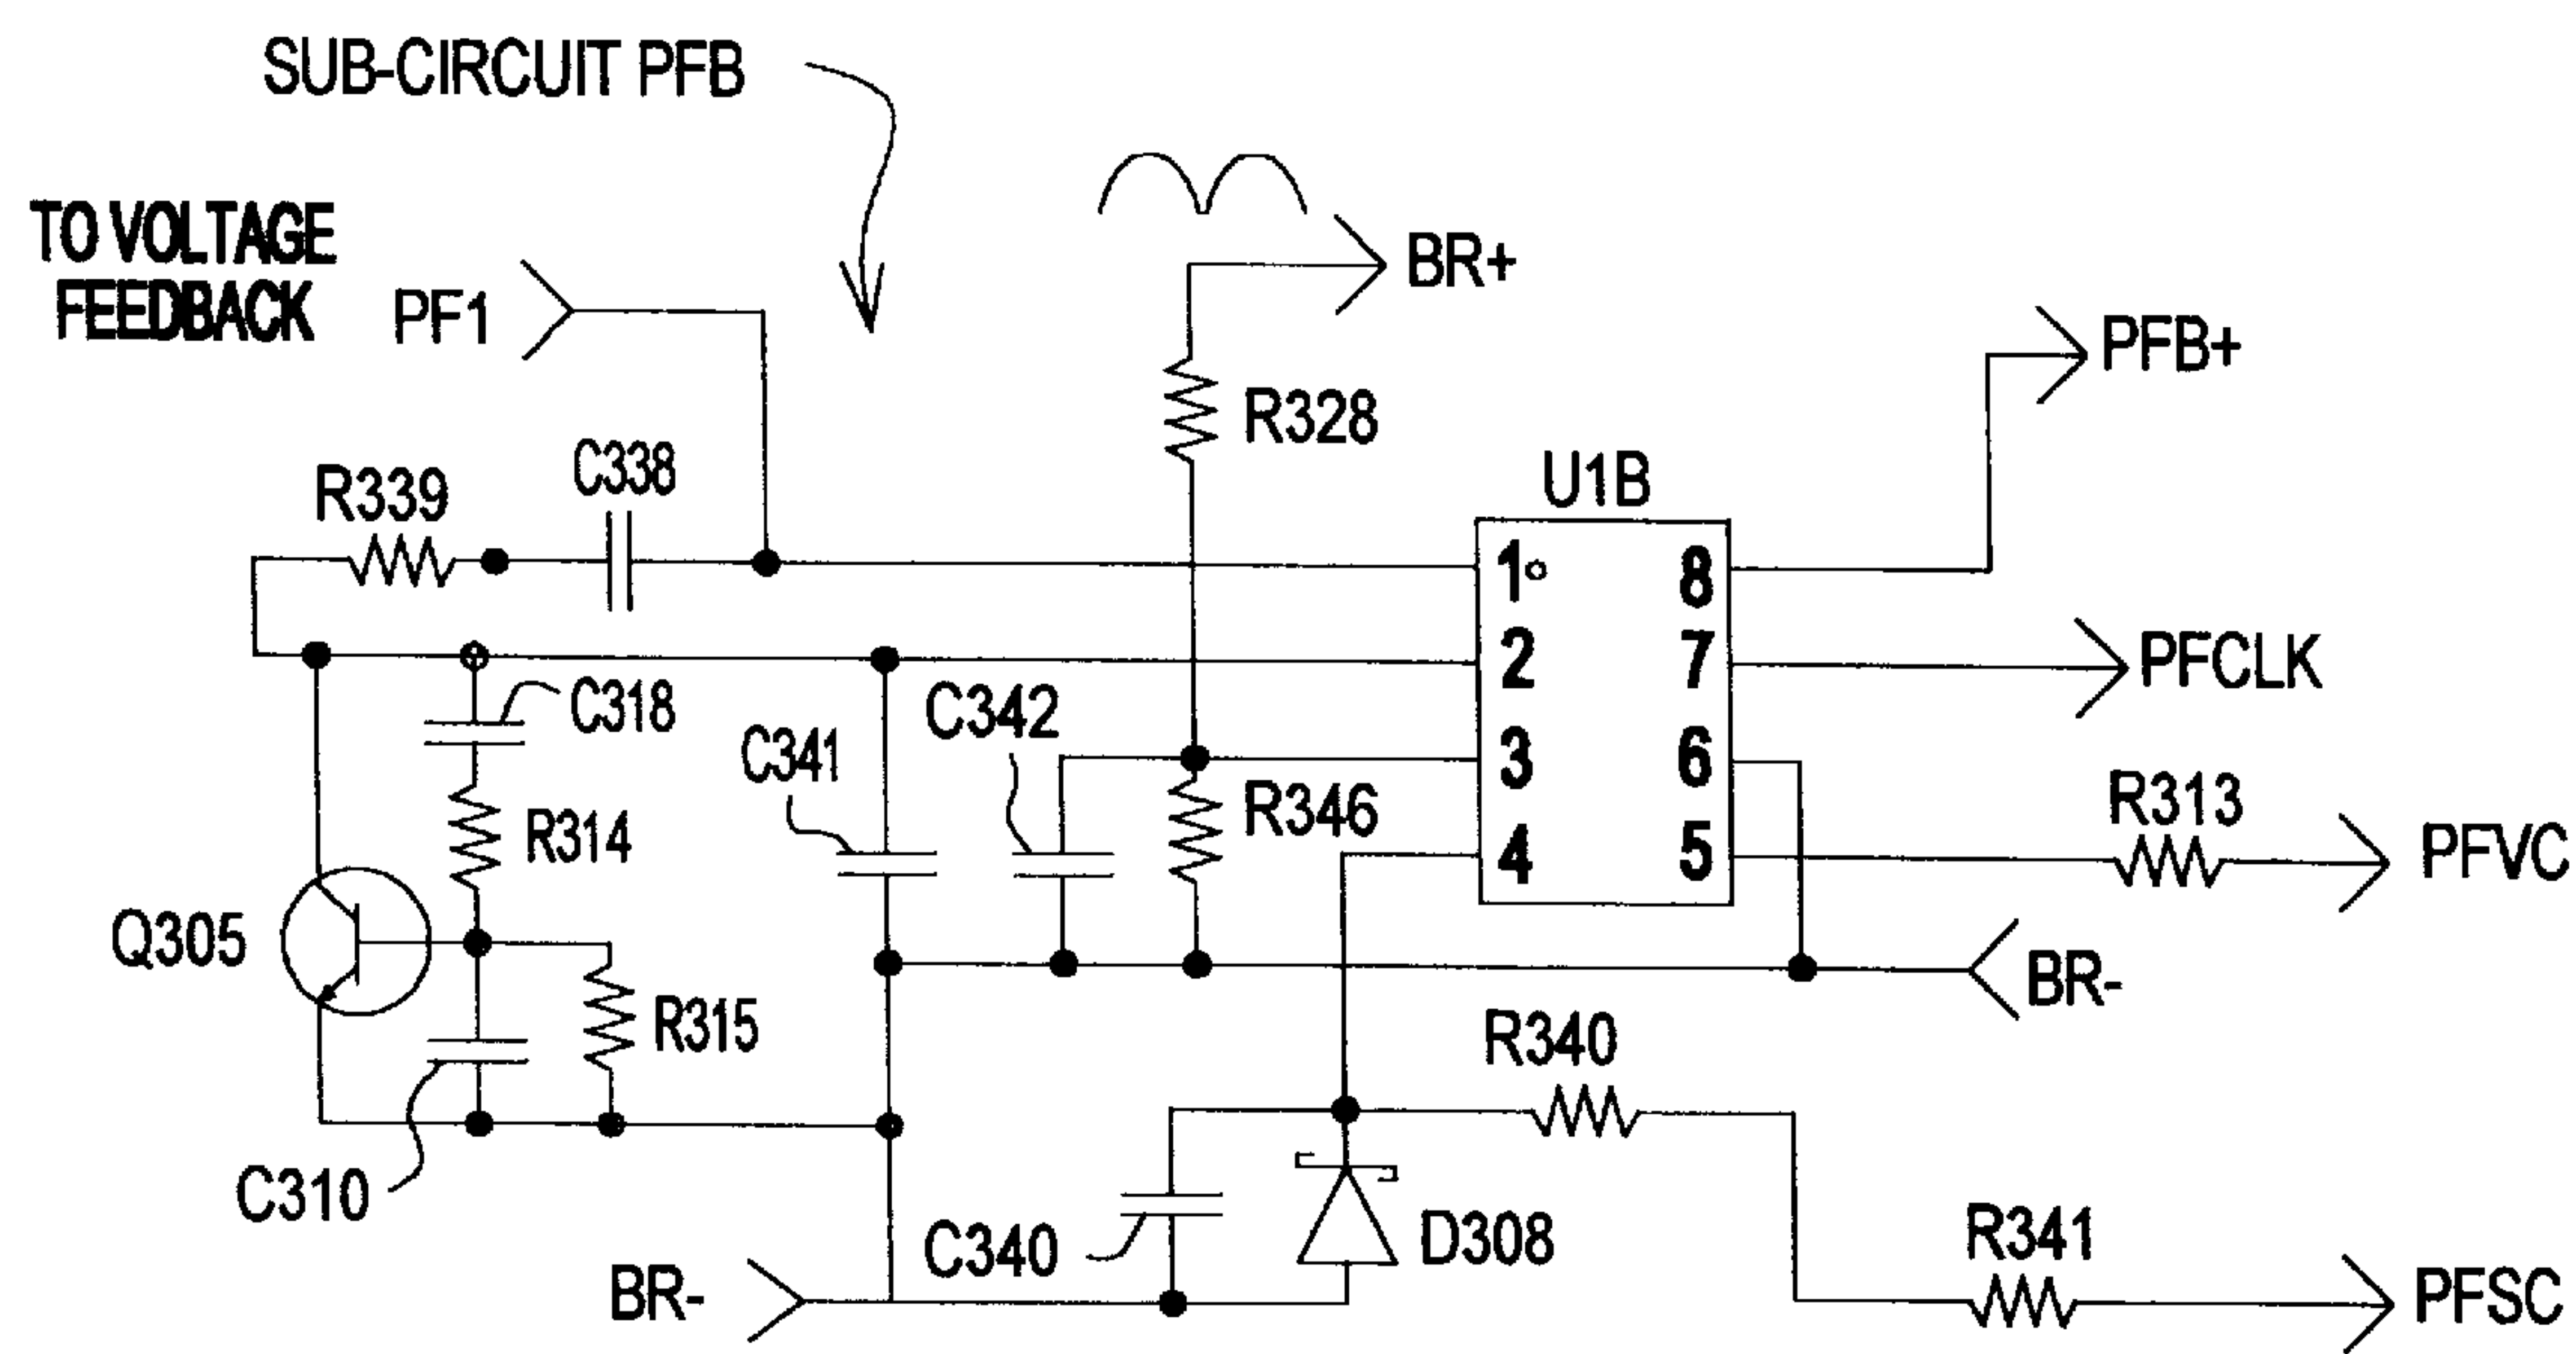 SUB-CIRCUIT PFB
TO VOLTAGE
FEEDBACK
PF1
BR+
PFB+
R328
C338
R339
U1B
1 8
2 7
3 6
4 5
PFCLK
C318
C342
C341
R346
R314
R313
PFVC
Q305
BR-
R315
R340
C310
C340
D308
R341
BR-
PFSC